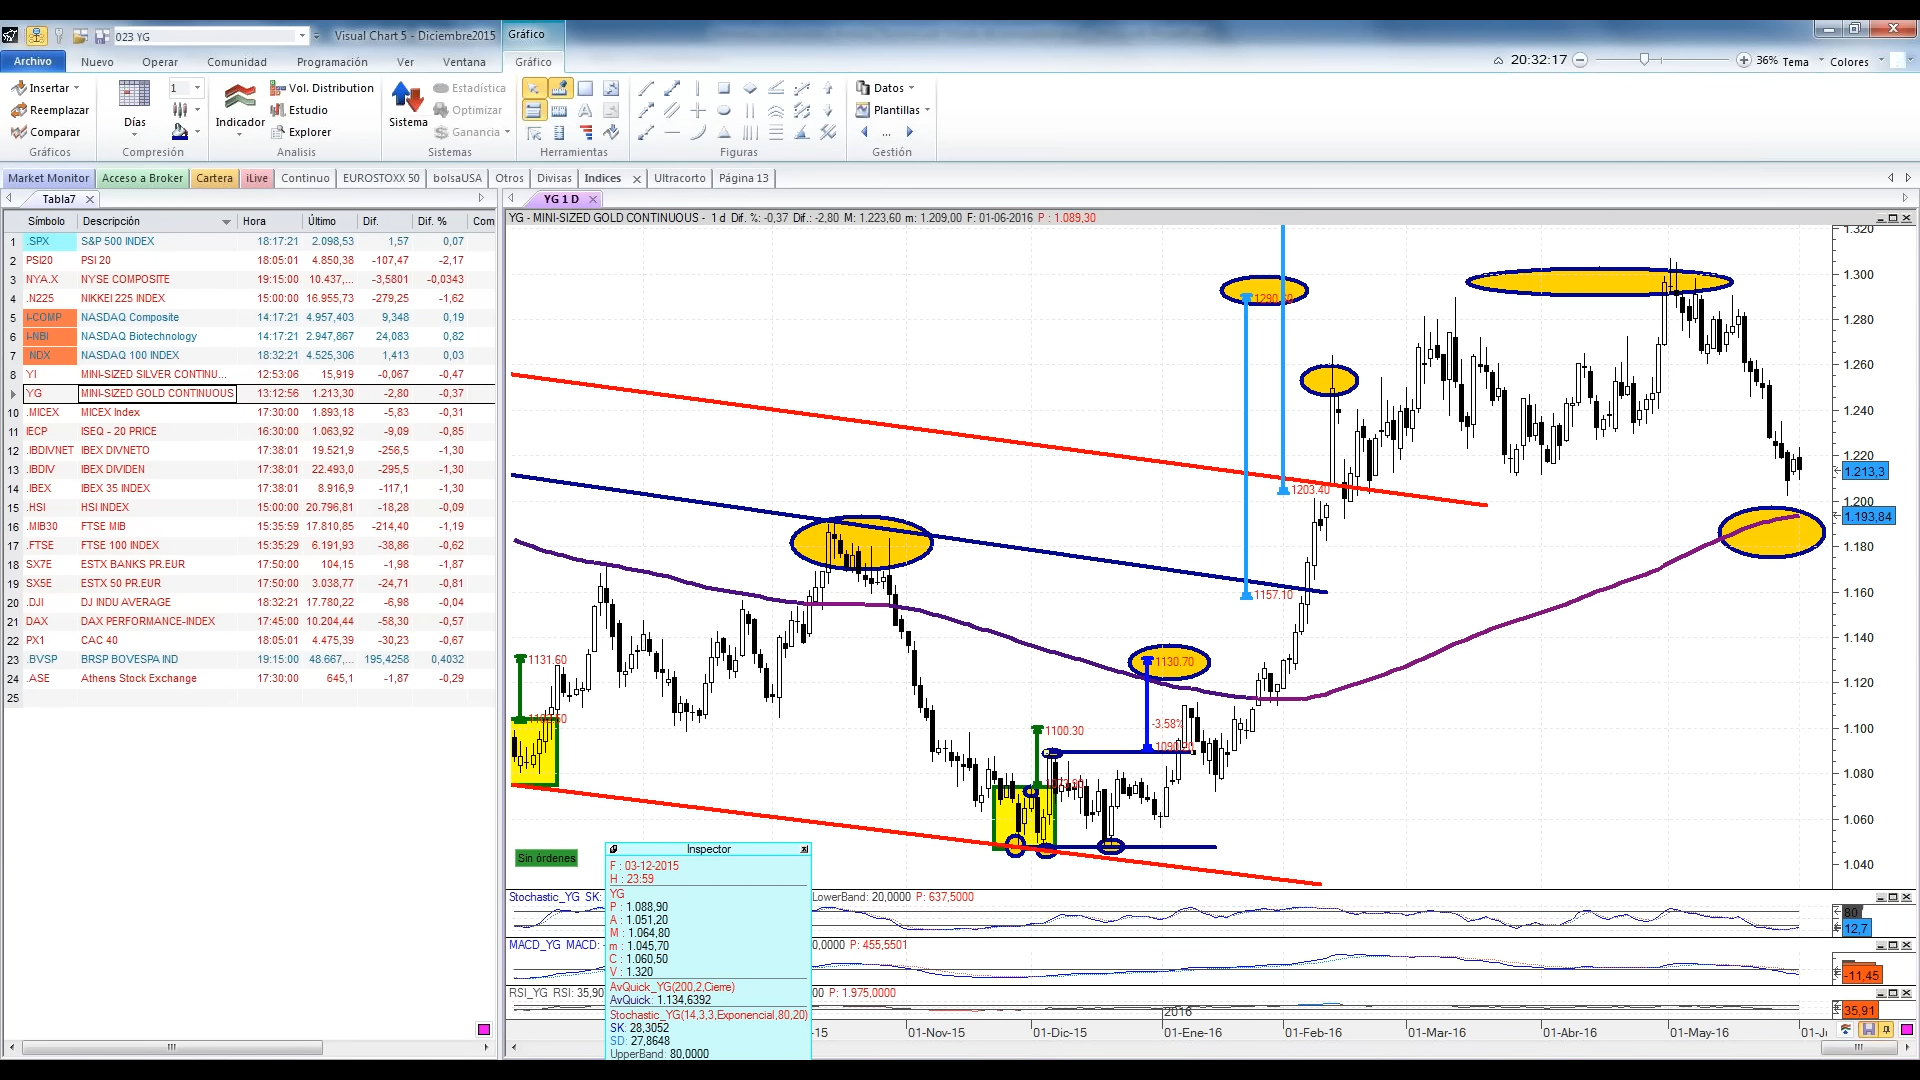 023 YG
Visual Chart 5 - Diciembre2015
Gráfico
Archivo Nuevo Operar Comunidad Programación Ver Ventana Gráfico
20:32:17 36% Tema Colores
Insertar 1 Vol. Distribution Estadística Datos
Reemplazar Días Indicador Estudio Sistema Optimizar Plantillas
Comparar Explorer Ganancia ...
Gráficos Compresión Analisis Sistemas Herramientas Figuras Gestión
Market Monitor Acceso a Broker Cartera iLive Continuo EUROSTOXX 50 bolsaUSA Otros Divisas Indices Ultracorto Página 13
Tabla7
Símbolo Descripción Hora Último Dif. Dif. % Com
1 .SPX S&P 500 INDEX 18:17:21 2.098,53 1,57 0,07
2 PSI20 PSI 20 18:05:01 4.850,38 -107,47 -2,17
3 NYA.X NYSE COMPOSITE 19:15:00 10.437,... -3,5801 -0,0343
4 .N225 NIKKEI 225 INDEX 15:00:00 16.955,73 -279,25 -1,62
5 I-COMP NASDAQ Composite 14:17:21 4.957,403 9,348 0,19
6 I-NBI NASDAQ Biotechnology 14:17:21 2.947,867 24,083 0,82
7 NDX NASDAQ 100 INDEX 18:32:21 4.525,306 1,413 0,03
8 YI MINI-SIZED SILVER CONTINU... 12:53:06 15,919 -0,067 -0,47
YG MINI-SIZED GOLD CONTINUOUS 13:12:56 1.213,30 -2,80 -0,37
10 .MICEX MICEX Index 17:30:00 1.893,18 -5,83 -0,31
11 IECP ISEQ - 20 PRICE 16:30:00 1.063,92 -9,09 -0,85
12 .IBDIVNET IBEX DIVNETO 17:38:01 19.521,9 -256,5 -1,30
13 .IBDIV IBEX DIVIDEN 17:38:01 22.493,0 -295,5 -1,30
14 .IBEX IBEX 35 INDEX 17:38:01 8.916,9 -117,1 -1,30
15 .HSI HSI INDEX 15:00:00 20.796,81 -18,28 -0,09
16 .MIB30 FTSE MIB 15:35:59 17.810,85 -214,40 -1,19
17 .FTSE FTSE 100 INDEX 15:35:29 6.191,93 -38,86 -0,62
18 SX7E ESTX BANKS PR.EUR 17:50:00 104,15 -1,98 -1,87
19 SX5E ESTX 50 PR.EUR 17:50:00 3.038,77 -24,71 -0,81
20 .DJI DJ INDU AVERAGE 18:32:21 17.780,22 -6,98 -0,04
21 DAX DAX PERFORMANCE-INDEX 17:45:00 10.204,44 -58,30 -0,57
22 PX1 CAC 40 18:05:01 4.475,39 -30,23 -0,67
23 .BVSP BRSP BOVESPA IND 19:15:00 48.667,... 195,4258 0,4032
24 .ASE Athens Stock Exchange 17:30:00 645,1 -1,87 -0,29
25
YG 1 D
YG - MINI-SIZED GOLD CONTINUOUS - 1 d Dif. %: -0,37 Dif.: -2,80 M: 1.223,60 m: 1.209,00 F: 01-06-2016 P : 1.089,30
1.320
1.300
1.280
1.260
1.240
1.220
1.213,3
1.200
1.193,84
1.180
1.160
1.140
1.120
1.100
1.080
1.060
1.040
1203.40
1157.10
1131.60
1130.70
-3.58%
1100.30
Sin órdenes
Inspector
F : 03-12-2015
H : 23:59
YG
P : 1.088,90
A : 1.051,20
M : 1.064,80
m : 1.045,70
C : 1.060,50
V : 1.320
AvQuick_YG(200,2,Cierre)
AvQuick: 1.134,6392
Stochastic_YG(14,3,3,Exponencial,80,20)
SK: 28,3052
SD: 27,8648
UpperBand: 80,0000
Stochastic_YG SK: LowerBand: 20,0000 P: 637,5000
80
12,7
MACD_YG MACD: 0,0000 P: 455,5501
-11,45
RSI_YG RSI: 35,90 00 P: 1.975,0000
35,91
2016
-15 01-Nov-15 01-Dic-15 01-Ene-16 01-Feb-16 01-Mar-16 01-Abr-16 01-May-16